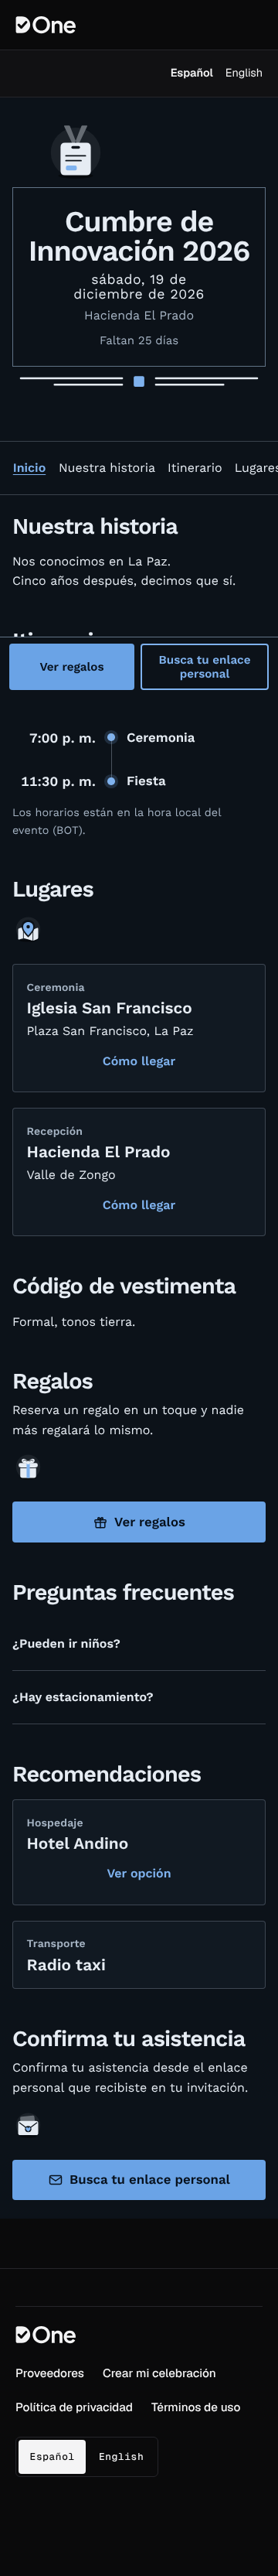 One
Español English
Cumbre de
Innovación 2026
sábado, 19 de
diciembre de 2026
Hacienda El Prado
Faltan 25 días
Inicio Nuestra historia Itinerario Lugares
Nuestra historia
Nos conocimos en La Paz.
Cinco años después, decimos que sí.
Ver regalos
Busca tu enlace
personal
7:00 p. m. Ceremonia
11:30 p. m. Fiesta
Los horarios están en la hora local del
evento (BOT).
Lugares
Ceremonia
Iglesia San Francisco
Plaza San Francisco, La Paz
Cómo llegar
Recepción
Hacienda El Prado
Valle de Zongo
Cómo llegar
Código de vestimenta
Formal, tonos tierra.
Regalos
Reserva un regalo en un toque y nadie
más regalará lo mismo.
Ver regalos
Preguntas frecuentes
¿Pueden ir niños?
¿Hay estacionamiento?
Recomendaciones
Hospedaje
Hotel Andino
Ver opción
Transporte
Radio taxi
Confirma tu asistencia
Confirma tu asistencia desde el enlace
personal que recibiste en tu invitación.
Busca tu enlace personal
One
Proveedores Crear mi celebración
Política de privacidad Términos de uso
Español English